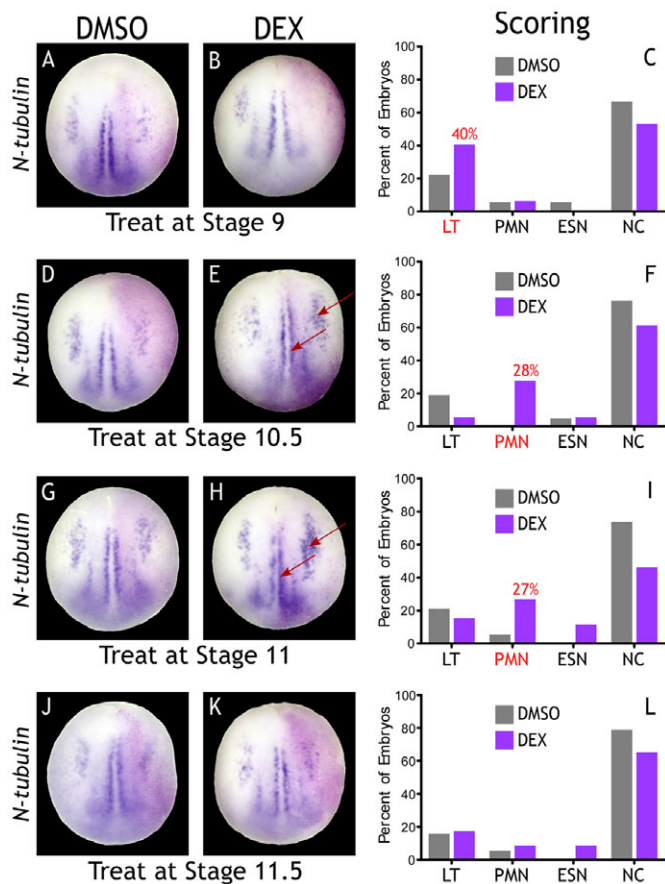 DMSO DEX Scoring
N-tubulin A B
Treat at Stage 9
Percent of Embryos
100
80
60
40
20
0
C
DMSO
DEX
40%
LT PMN ESN NC
N-tubulin D E
Treat at Stage 10.5
Percent of Embryos
100
80
60
40
20
0
F
DMSO
DEX
28%
LT PMN ESN NC
N-tubulin G H
Treat at Stage 11
Percent of Embryos
100
80
60
40
20
0
I
DMSO
DEX
27%
LT PMN ESN NC
N-tubulin J K
Treat at Stage 11.5
Percent of Embryos
100
80
60
40
20
0
L
DMSO
DEX
LT PMN ESN NC